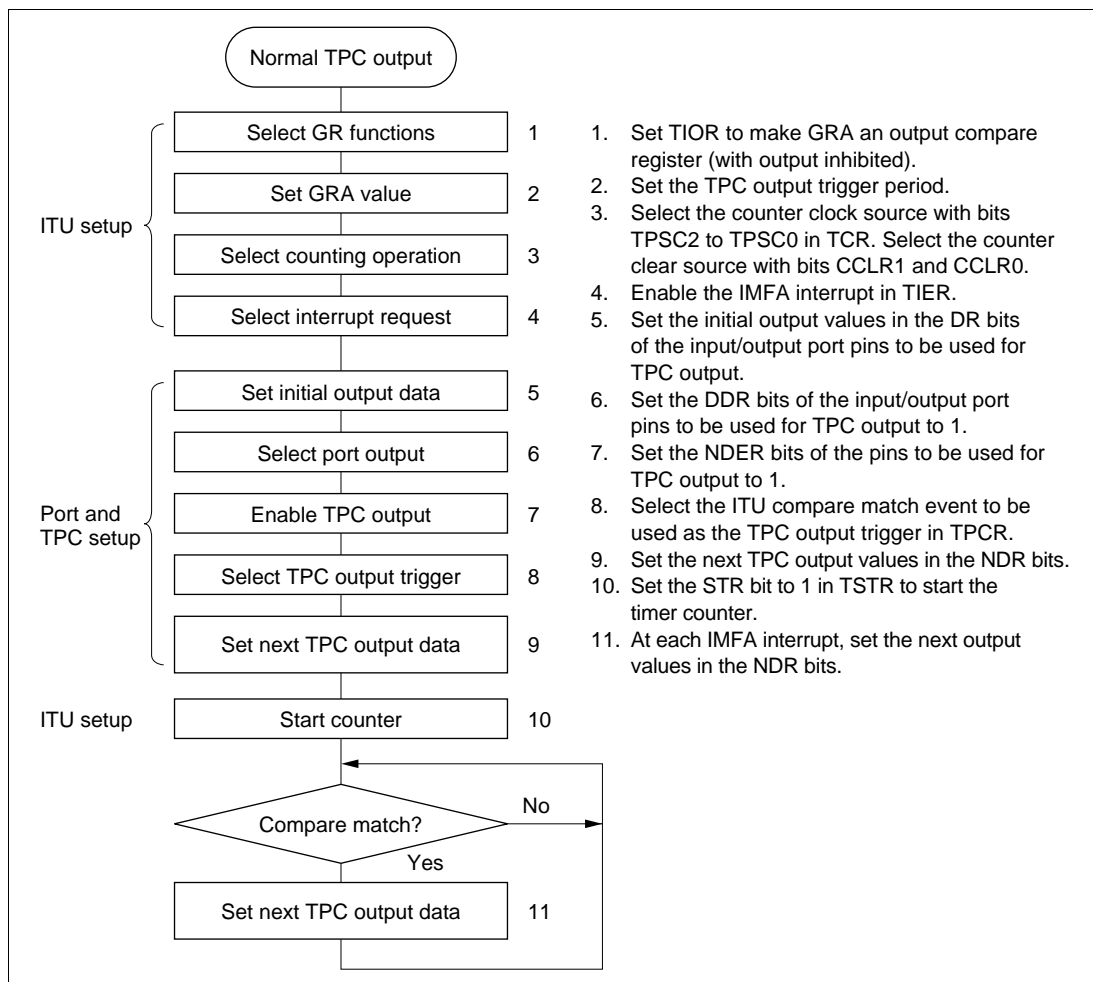 Normal TPC output
Select GR functions
1
Set GRA value
2
ITU setup
Select counting operation
3
Select interrupt request
4
Set initial output data
5
Select port output
6
Port and
TPC setup
Enable TPC output
7
Select TPC output trigger
8
Set next TPC output data
9
ITU setup
Start counter
10
Compare match?
No
Yes
Set next TPC output data
11
1. Set TIOR to make GRA an output compare
register (with output inhibited).
2. Set the TPC output trigger period.
3. Select the counter clock source with bits
TPSC2 to TPSC0 in TCR. Select the counter
clear source with bits CCLR1 and CCLR0.
4. Enable the IMFA interrupt in TIER.
5. Set the initial output values in the DR bits
of the input/output port pins to be used for
TPC output.
6. Set the DDR bits of the input/output port
pins to be used for TPC output to 1.
7. Set the NDER bits of the pins to be used for
TPC output to 1.
8. Select the ITU compare match event to be
used as the TPC output trigger in TPCR.
9. Set the next TPC output values in the NDR bits.
10. Set the STR bit to 1 in TSTR to start the
timer counter.
11. At each IMFA interrupt, set the next output
values in the NDR bits.